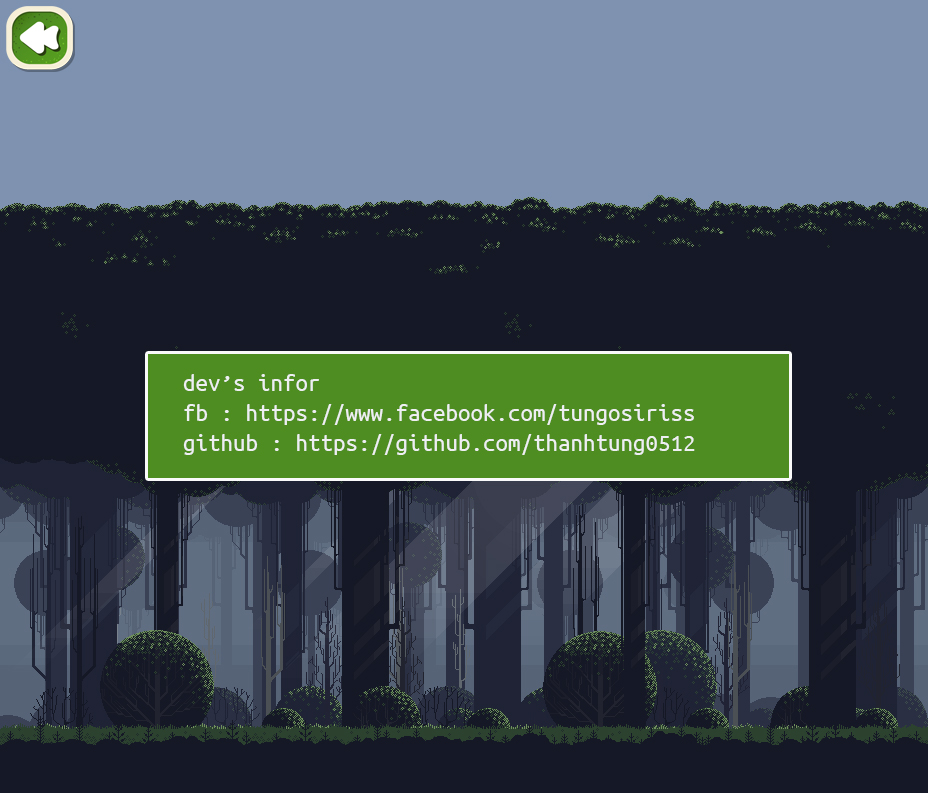 dev’s infor
fb : https://www.facebook.com/tungosiriss
github : https://github.com/thanhtung0512